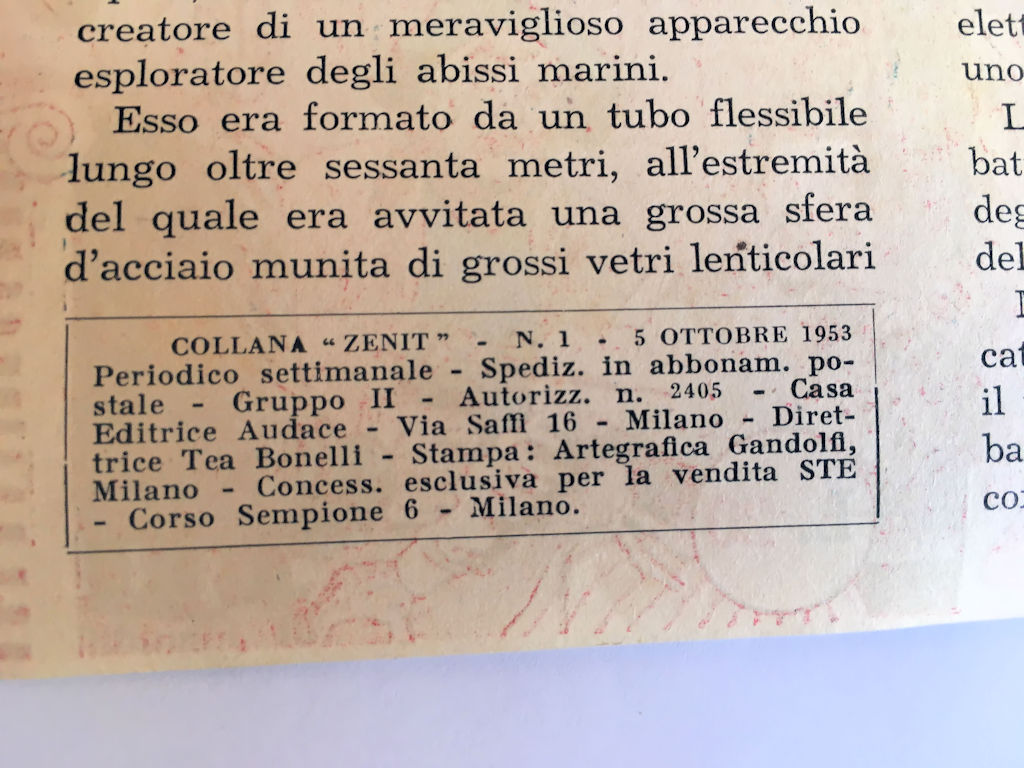 creatore di un meraviglioso apparecchio
esploratore degli abissi marini.
Esso era formato da un tubo flessibile
lungo oltre sessanta metri, all'estremità
del quale era avvitata una grossa sfera
d'acciaio munita di grossi vetri lenticolari
COLLANA “ZENIT” - N. 1 - 5 OTTOBRE 1953
Periodico settimanale - Spediz. in abbonam. po-
stale - Gruppo II - Autorizz. n. 2405 - Casa
Editrice Audace - Via Saffi 16 - Milano - Diret-
trice Tea Bonelli - Stampa: Artegrafica Gandolfi,
Milano - Concess. esclusiva per la vendita STE
- Corso Sempione 6 - Milano.
uno
il